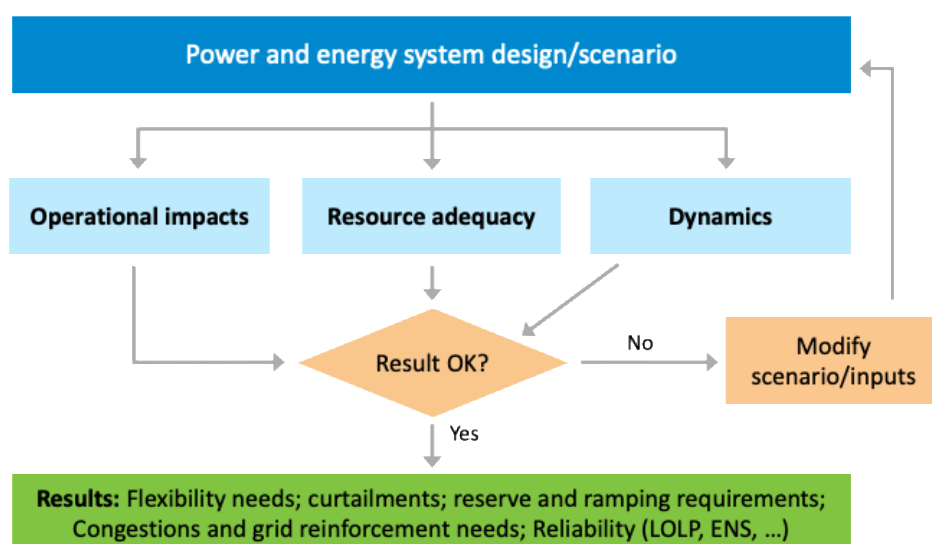 Power and energy system design/scenario
Operational impacts
Resource adequacy
Dynamics
Result OK?
No
Modify
scenario/inputs
Yes
Results: Flexibility needs; curtailments; reserve and ramping requirements;
Congestions and grid reinforcement needs; Reliability (LOLP, ENS, ...)